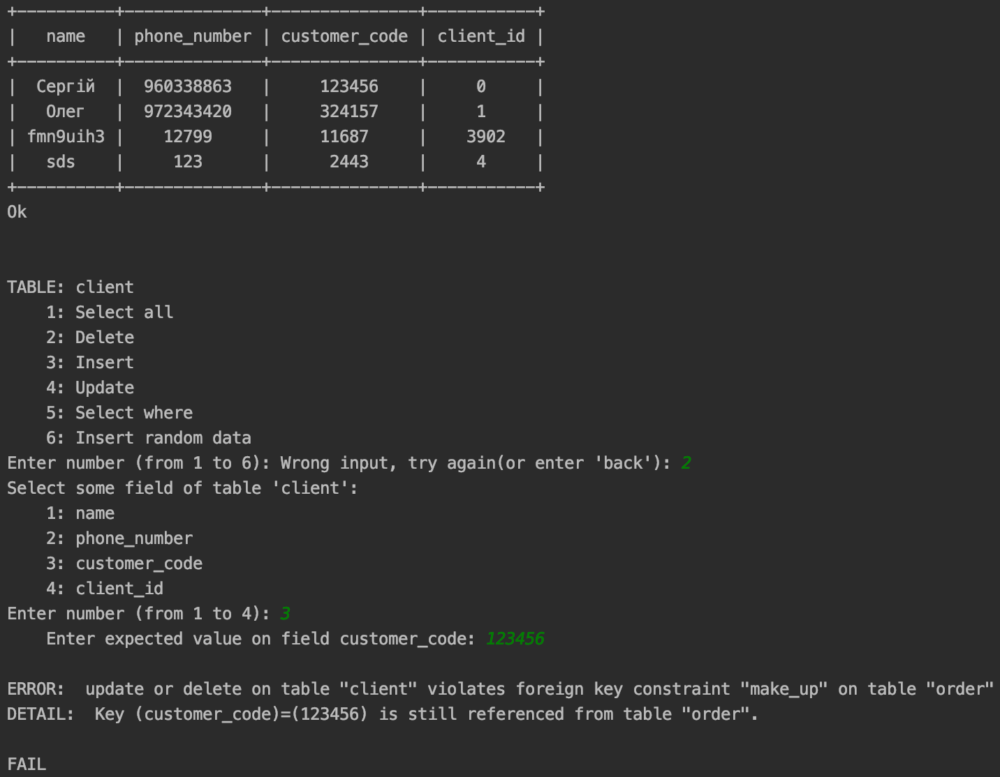 +----------+--------------+---------------+-----------+
|   name   | phone_number | customer_code | client_id |
+----------+--------------+---------------+-----------+
|  Сергій  |  960338863   |     123456    |     0     |
|   Олег   |  972343420   |     324157    |     1     |
| fmn9uih3 |    12799     |     11687     |    3902   |
|   sds    |     123      |      2443     |     4     |
+----------+--------------+---------------+-----------+
Ok
TABLE: client
    1: Select all
    2: Delete
    3: Insert
    4: Update
    5: Select where
    6: Insert random data
Enter number (from 1 to 6): Wrong input, try again(or enter 'back'): 2
Select some field of table 'client':
    1: name
    2: phone_number
    3: customer_code
    4: client_id
Enter number (from 1 to 4): 3
    Enter expected value on field customer_code: 123456
ERROR:  update or delete on table "client" violates foreign key constraint "make_up" on table "order"
DETAIL:  Key (customer_code)=(123456) is still referenced from table "order".
FAIL